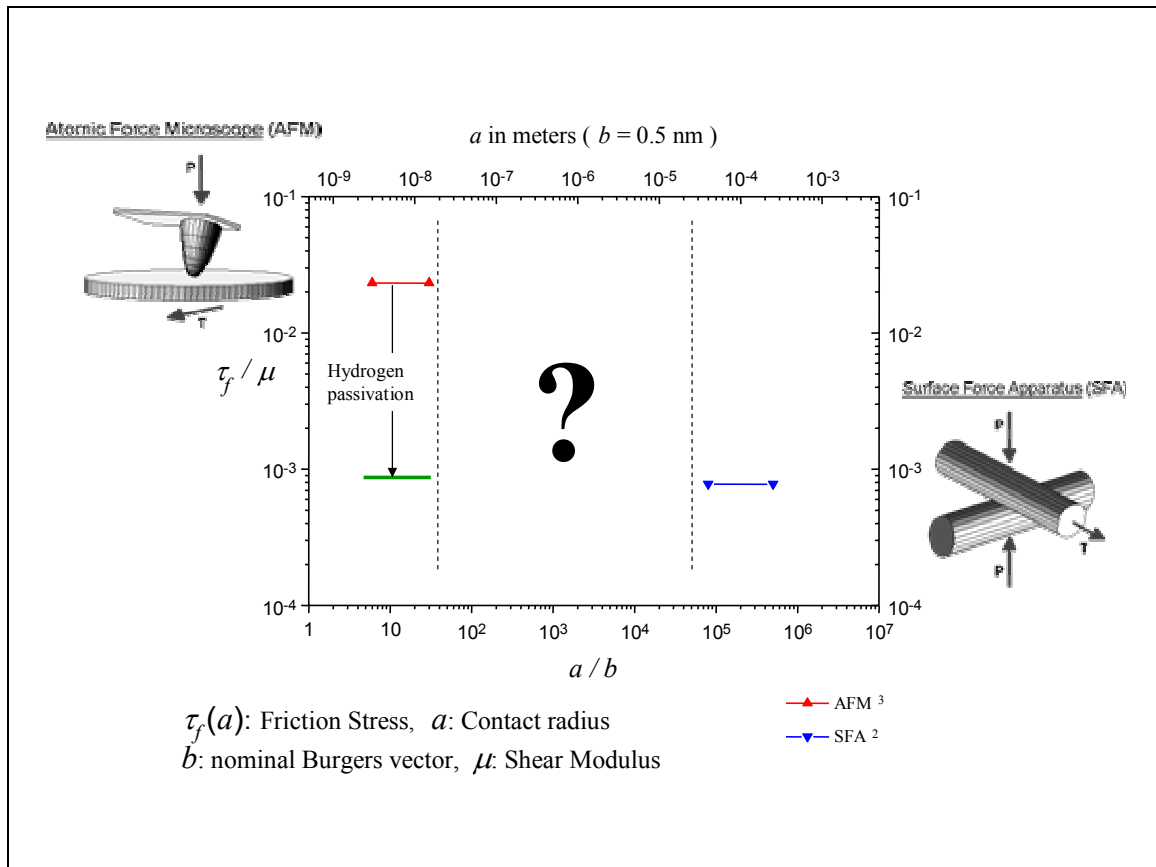 Atomic Force Microscope (AFM)
P
T
a in meters ( b = 0.5 nm )
10⁻⁹ 10⁻⁸ 10⁻⁷ 10⁻⁶ 10⁻⁵ 10⁻⁴ 10⁻³
10⁻¹ 10⁻¹
10⁻² 10⁻²
τf / μ
Hydrogen
passivation
?
Surface Force Apparatus (SFA)
P
T
P
10⁻³ 10⁻³
10⁻⁴ 10⁻⁴
1 10 10² 10³ 10⁴ 10⁵ 10⁶ 10⁷
a / b
AFM ³
SFA ²
τf(a): Friction Stress, a: Contact radius
b: nominal Burgers vector, μ: Shear Modulus